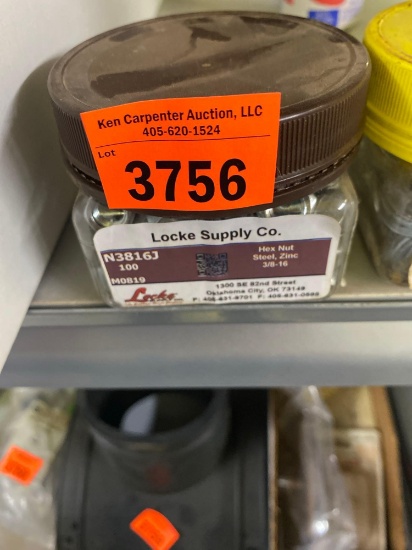 Ken Carpenter Auction, LLC
405-620-1524
Lot
3756
Locke Supply Co.
N3816J
100
M0819
Hex Nut
Steel, Zinc
3/8-16
Locke
1300 SE 82nd Street
Oklahoma City, OK 73149